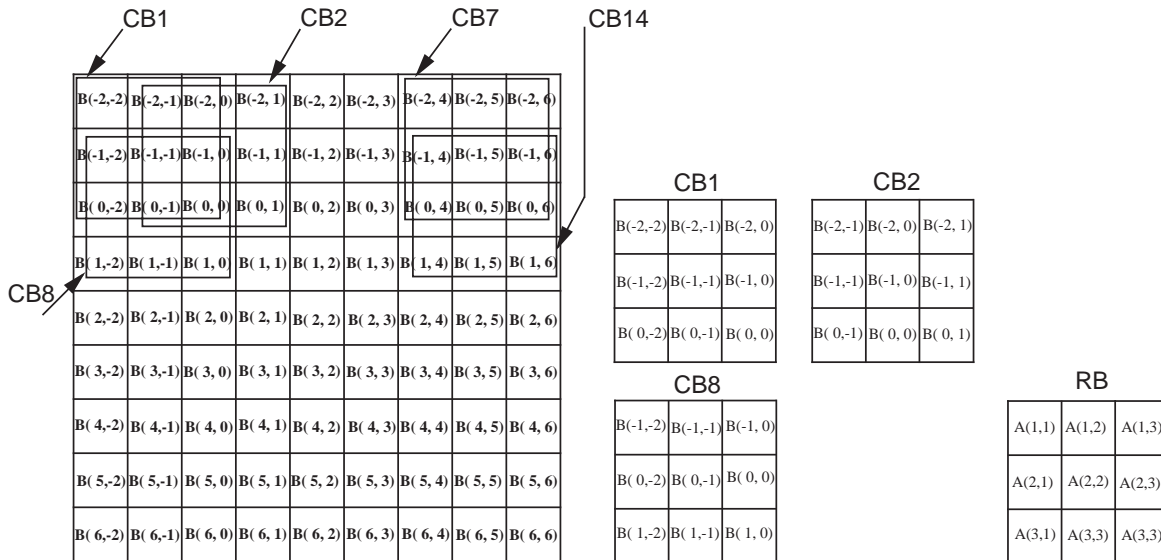 CB1 CB2 CB7 CB14
B(-2,-2) B(-2,-1) B(-2, 0) B(-2, 1) B(-2, 2) B(-2, 3) B(-2, 4) B(-2, 5) B(-2, 6)
B(-1,-2) B(-1,-1) B(-1, 0) B(-1, 1) B(-1, 2) B(-1, 3) B(-1, 4) B(-1, 5) B(-1, 6)
B( 0,-2) B( 0,-1) B( 0, 0) B( 0, 1) B( 0, 2) B( 0, 3) B( 0, 4) B( 0, 5) B( 0, 6)
B( 1,-2) B( 1,-1) B( 1, 0) B( 1, 1) B( 1, 2) B( 1, 3) B( 1, 4) B( 1, 5) B( 1, 6)
CB8
B( 2,-2) B( 2,-1) B( 2, 0) B( 2, 1) B( 2, 2) B( 2, 3) B( 2, 4) B( 2, 5) B( 2, 6)
B( 3,-2) B( 3,-1) B( 3, 0) B( 3, 1) B( 3, 2) B( 3, 3) B( 3, 4) B( 3, 5) B( 3, 6)
B( 4,-2) B( 4,-1) B( 4, 0) B( 4, 1) B( 4, 2) B( 4, 3) B( 4, 4) B( 4, 5) B( 4, 6)
B( 5,-2) B( 5,-1) B( 5, 0) B( 5, 1) B( 5, 2) B( 5, 3) B( 5, 4) B( 5, 5) B( 5, 6)
B( 6,-2) B( 6,-1) B( 6, 0) B( 6, 1) B( 6, 2) B( 6, 3) B( 6, 4) B( 6, 5) B( 6, 6)
CB1
B(-2,-2) B(-2,-1) B(-2, 0)
B(-1,-2) B(-1,-1) B(-1, 0)
B( 0,-2) B( 0,-1) B( 0, 0)
CB2
B(-2,-1) B(-2, 0) B(-2, 1)
B(-1,-1) B(-1, 0) B(-1, 1)
B( 0,-1) B( 0, 0) B( 0, 1)
CB8
B(-1,-2) B(-1,-1) B(-1, 0)
B( 0,-2) B( 0,-1) B( 0, 0)
B( 1,-2) B( 1,-1) B( 1, 0)
RB
A(1,1) A(1,2) A(1,3)
A(2,1) A(2,2) A(2,3)
A(3,1) A(3,3) A(3,3)